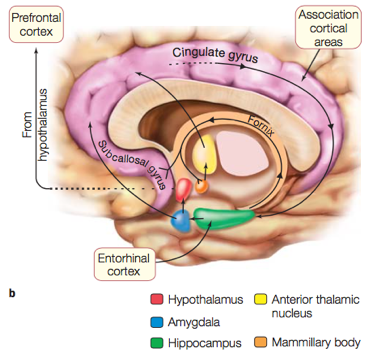 Prefrontal
cortex
Association
cortical
areas
Cingulate gyrus
From
hypothalamus
Subcallosal gyrus
Fornix
Entorhinal
cortex
b
Hypothalamus
Amygdala
Hippocampus
Anterior thalamic
nucleus
Mammillary body